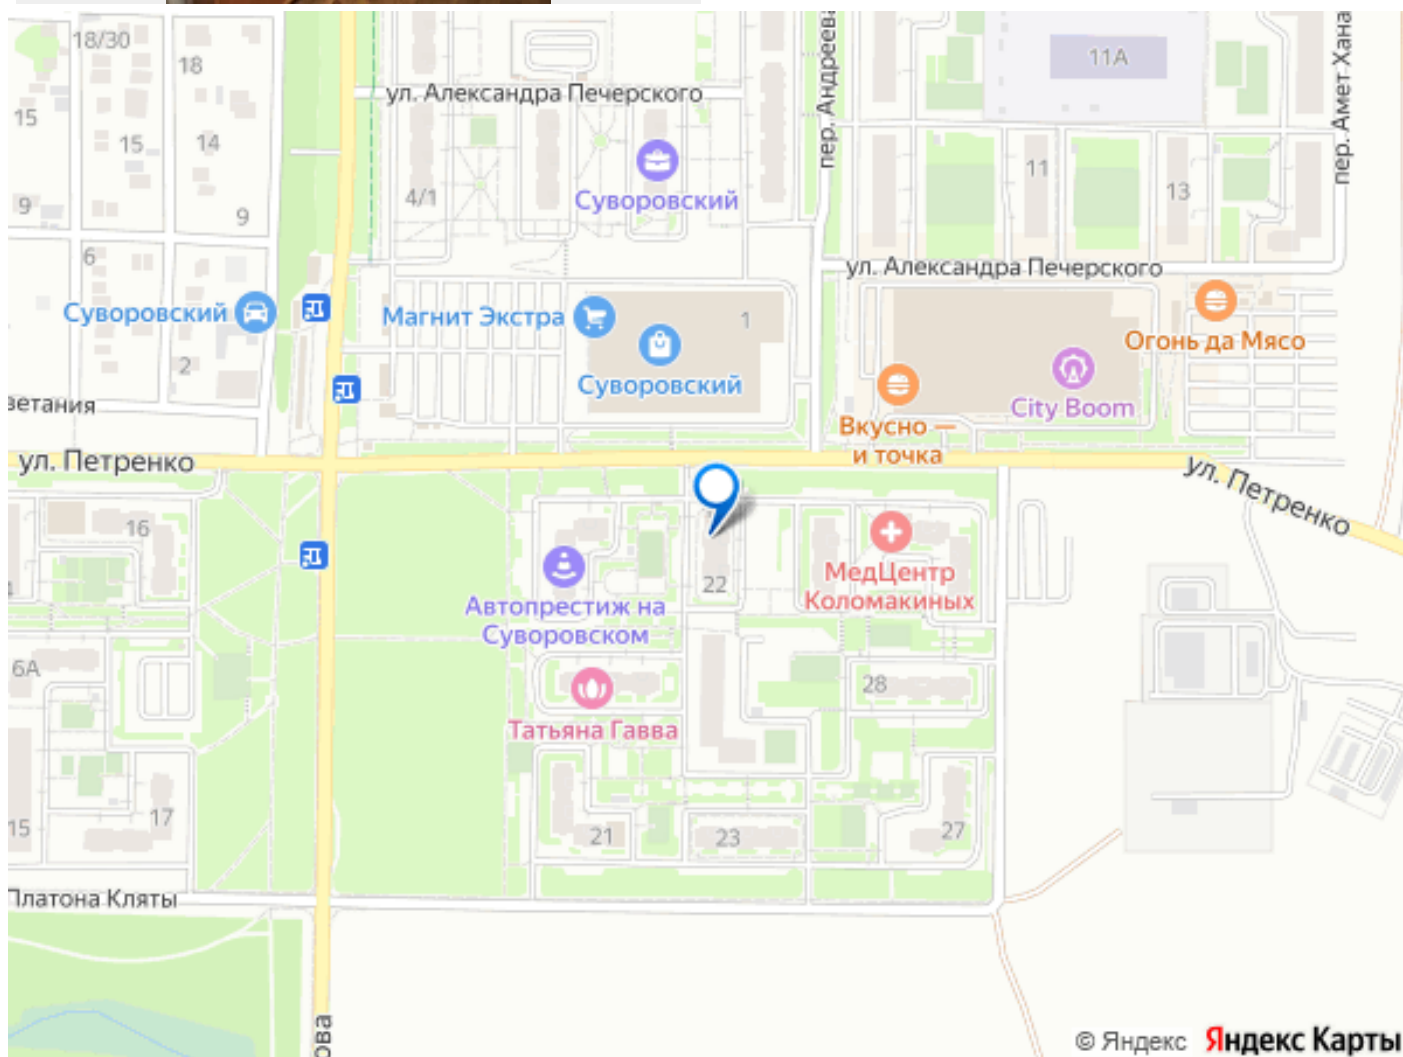 18/30
18
11А
ул. Александра Печерского
пер. Андреева
пер. Амет Хана
15
15
14
11
13
4/1
Суворовский
9
9
6
ул. Александра Печерского
Суворовский
Магнит Экстра
1
Огонь да Мясо
2
Суворовский
City Boom
ветания
Вкусно —
и точка
ул. Петренко
ул. Петренко
16
22
МедЦентр
Коломакиных
Автопрестиж на
Суворовском
6А
28
Татьяна Гавва
17
15
21
23
27
Платона Кляты
ова
© Яндекс Яндекс Карты